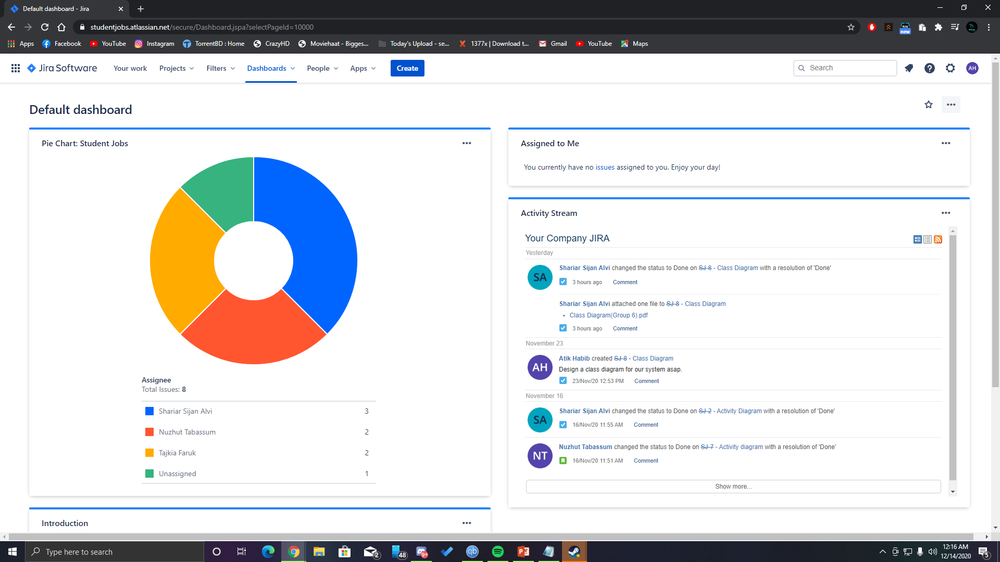 Default dashboard - Jira
studentjobs.atlassian.net/secure/Dashboard.jspa?selectPageId=10000
new
Apps Facebook YouTube Instagram TorrentBD : Home CrazyHD Moviehaat - Bigges... Today's Upload - se... 1377x | Download t... Gmail YouTube Maps
Jira Software Your work Projects Filters Dashboards People Apps Create Search AH
Default dashboard
Pie Chart: Student Jobs
Assignee
Total Issues: 8
Shariar Sijan Alvi 3
Nuzhut Tabassum 2
Tajkia Faruk 2
Unassigned 1
Introduction
Assigned to Me
You currently have no issues assigned to you. Enjoy your day!
Activity Stream
Your Company JIRA
Yesterday
SA
Shariar Sijan Alvi changed the status to Done on SJ-8 - Class Diagram with a resolution of 'Done'
3 hours ago Comment
Shariar Sijan Alvi attached one file to SJ-8 - Class Diagram
• Class Diagram(Group 6).pdf
3 hours ago Comment
November 23
AH
Atik Habib created SJ-8 - Class Diagram
Design a class diagram for our system asap.
23/Nov/20 12:53 PM Comment
November 16
SA
Shariar Sijan Alvi changed the status to Done on SJ-2 - Activity Diagram with a resolution of 'Done'
16/Nov/20 11:55 AM Comment
NT
Nuzhut Tabassum changed the status to Done on SJ-7 - Activity diagram with a resolution of 'Done'
16/Nov/20 11:51 AM Comment
Show more...
Type here to search
2
48
9+
qb
12:16 AM
12/14/2020
5